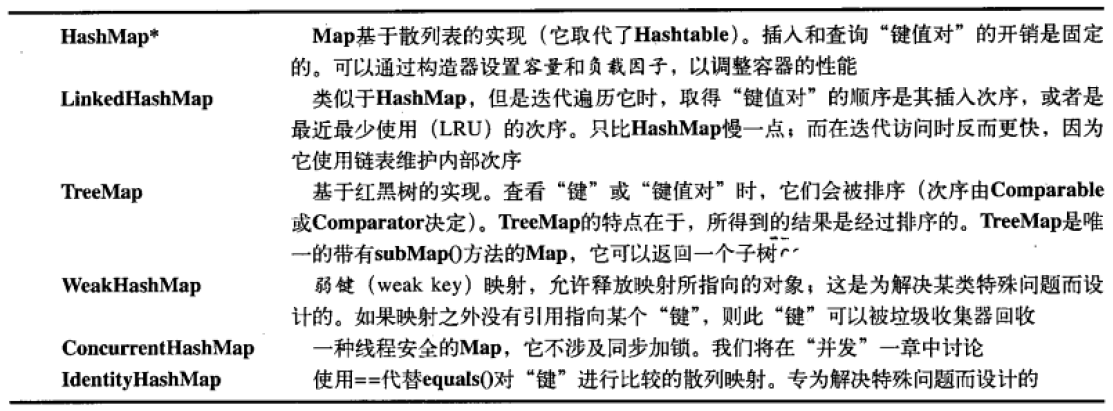 HashMap* Map基于散列表的实现（它取代了Hashtable）。插入和查询“键值对”的开销是固定
的。可以通过构造器设置容量和负载因子，以调整容器的性能
LinkedHashMap 类似于HashMap，但是迭代遍历它时，取得“键值对”的顺序是其插入次序，或者是
最近最少使用（LRU）的次序。只比HashMap慢一点；而在迭代访问时反而更快，因为
它使用链表维护内部次序
TreeMap 基于红黑树的实现。查看“键”或“键值对”时，它们会被排序（次序由Comparable
或Comparator决定）。TreeMap的特点在于，所得到的结果是经过排序的。TreeMap是唯
一的带有subMap()方法的Map，它可以返回一个子树
WeakHashMap 弱键（weak key）映射，允许释放映射所指向的对象；这是为解决某类特殊问题而设
计的。如果映射之外没有引用指向某个“键”，则此“键”可以被垃圾收集器回收
ConcurrentHashMap 一种线程安全的Map，它不涉及同步加锁。我们将在“并发”一章中讨论
IdentityHashMap 使用==代替equals()对“键”进行比较的散列映射。专为解决特殊问题而设计的